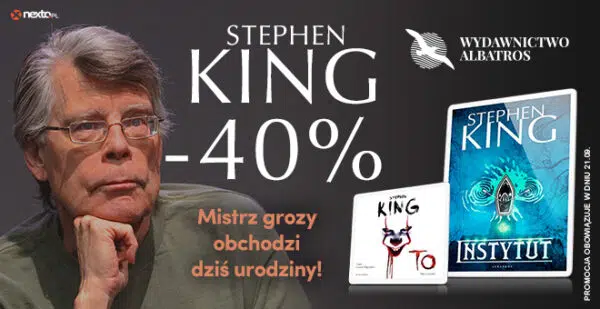 nexto.pl
STEPHEN
KING
-40%
Mistrz grozy
obchodzi
dziś urodziny!
WYDAWNICTWO
ALBATROS
STEPHEN
KING
TO
STEPHEN
KING
INSTYTUT
ALBATROS
PROMOCJA OBOWIĄZUJE W DNIU 21.09.